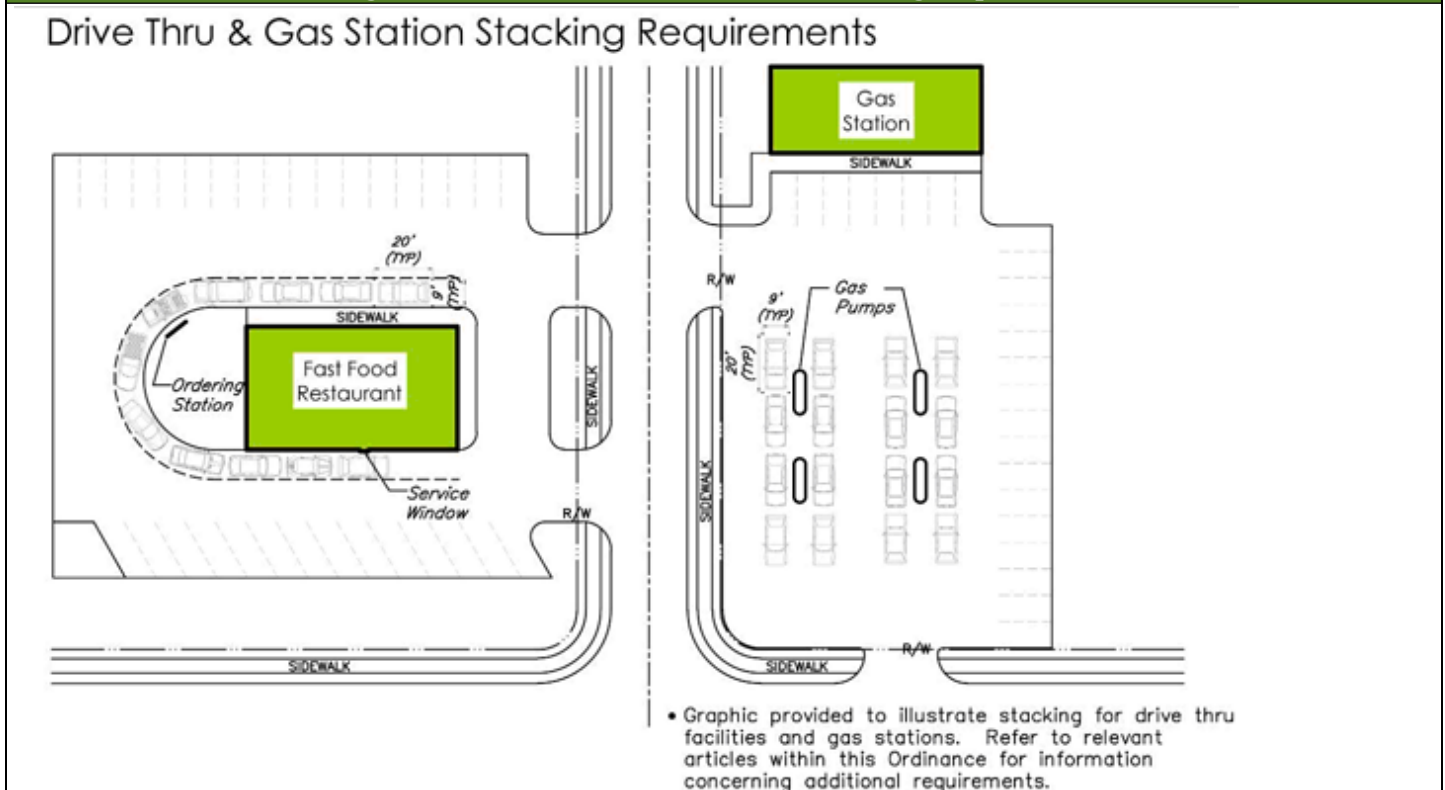 Drive Thru & Gas Station Stacking Requirements
Gas
Station
SIDEWALK
20'
(TYP)
9'
(TYP)
SIDEWALK
Fast Food
Restaurant
Ordering
Station
Service
Window
SIDEWALK
R/W
SIDEWALK
R/W
Gas
Pumps
9'
(TYP)
20'
(TYP)
SIDEWALK
R/W
SIDEWALK
• Graphic provided to illustrate stacking for drive thru
facilities and gas stations. Refer to relevant
articles within this Ordinance for information
concerning additional requirements.